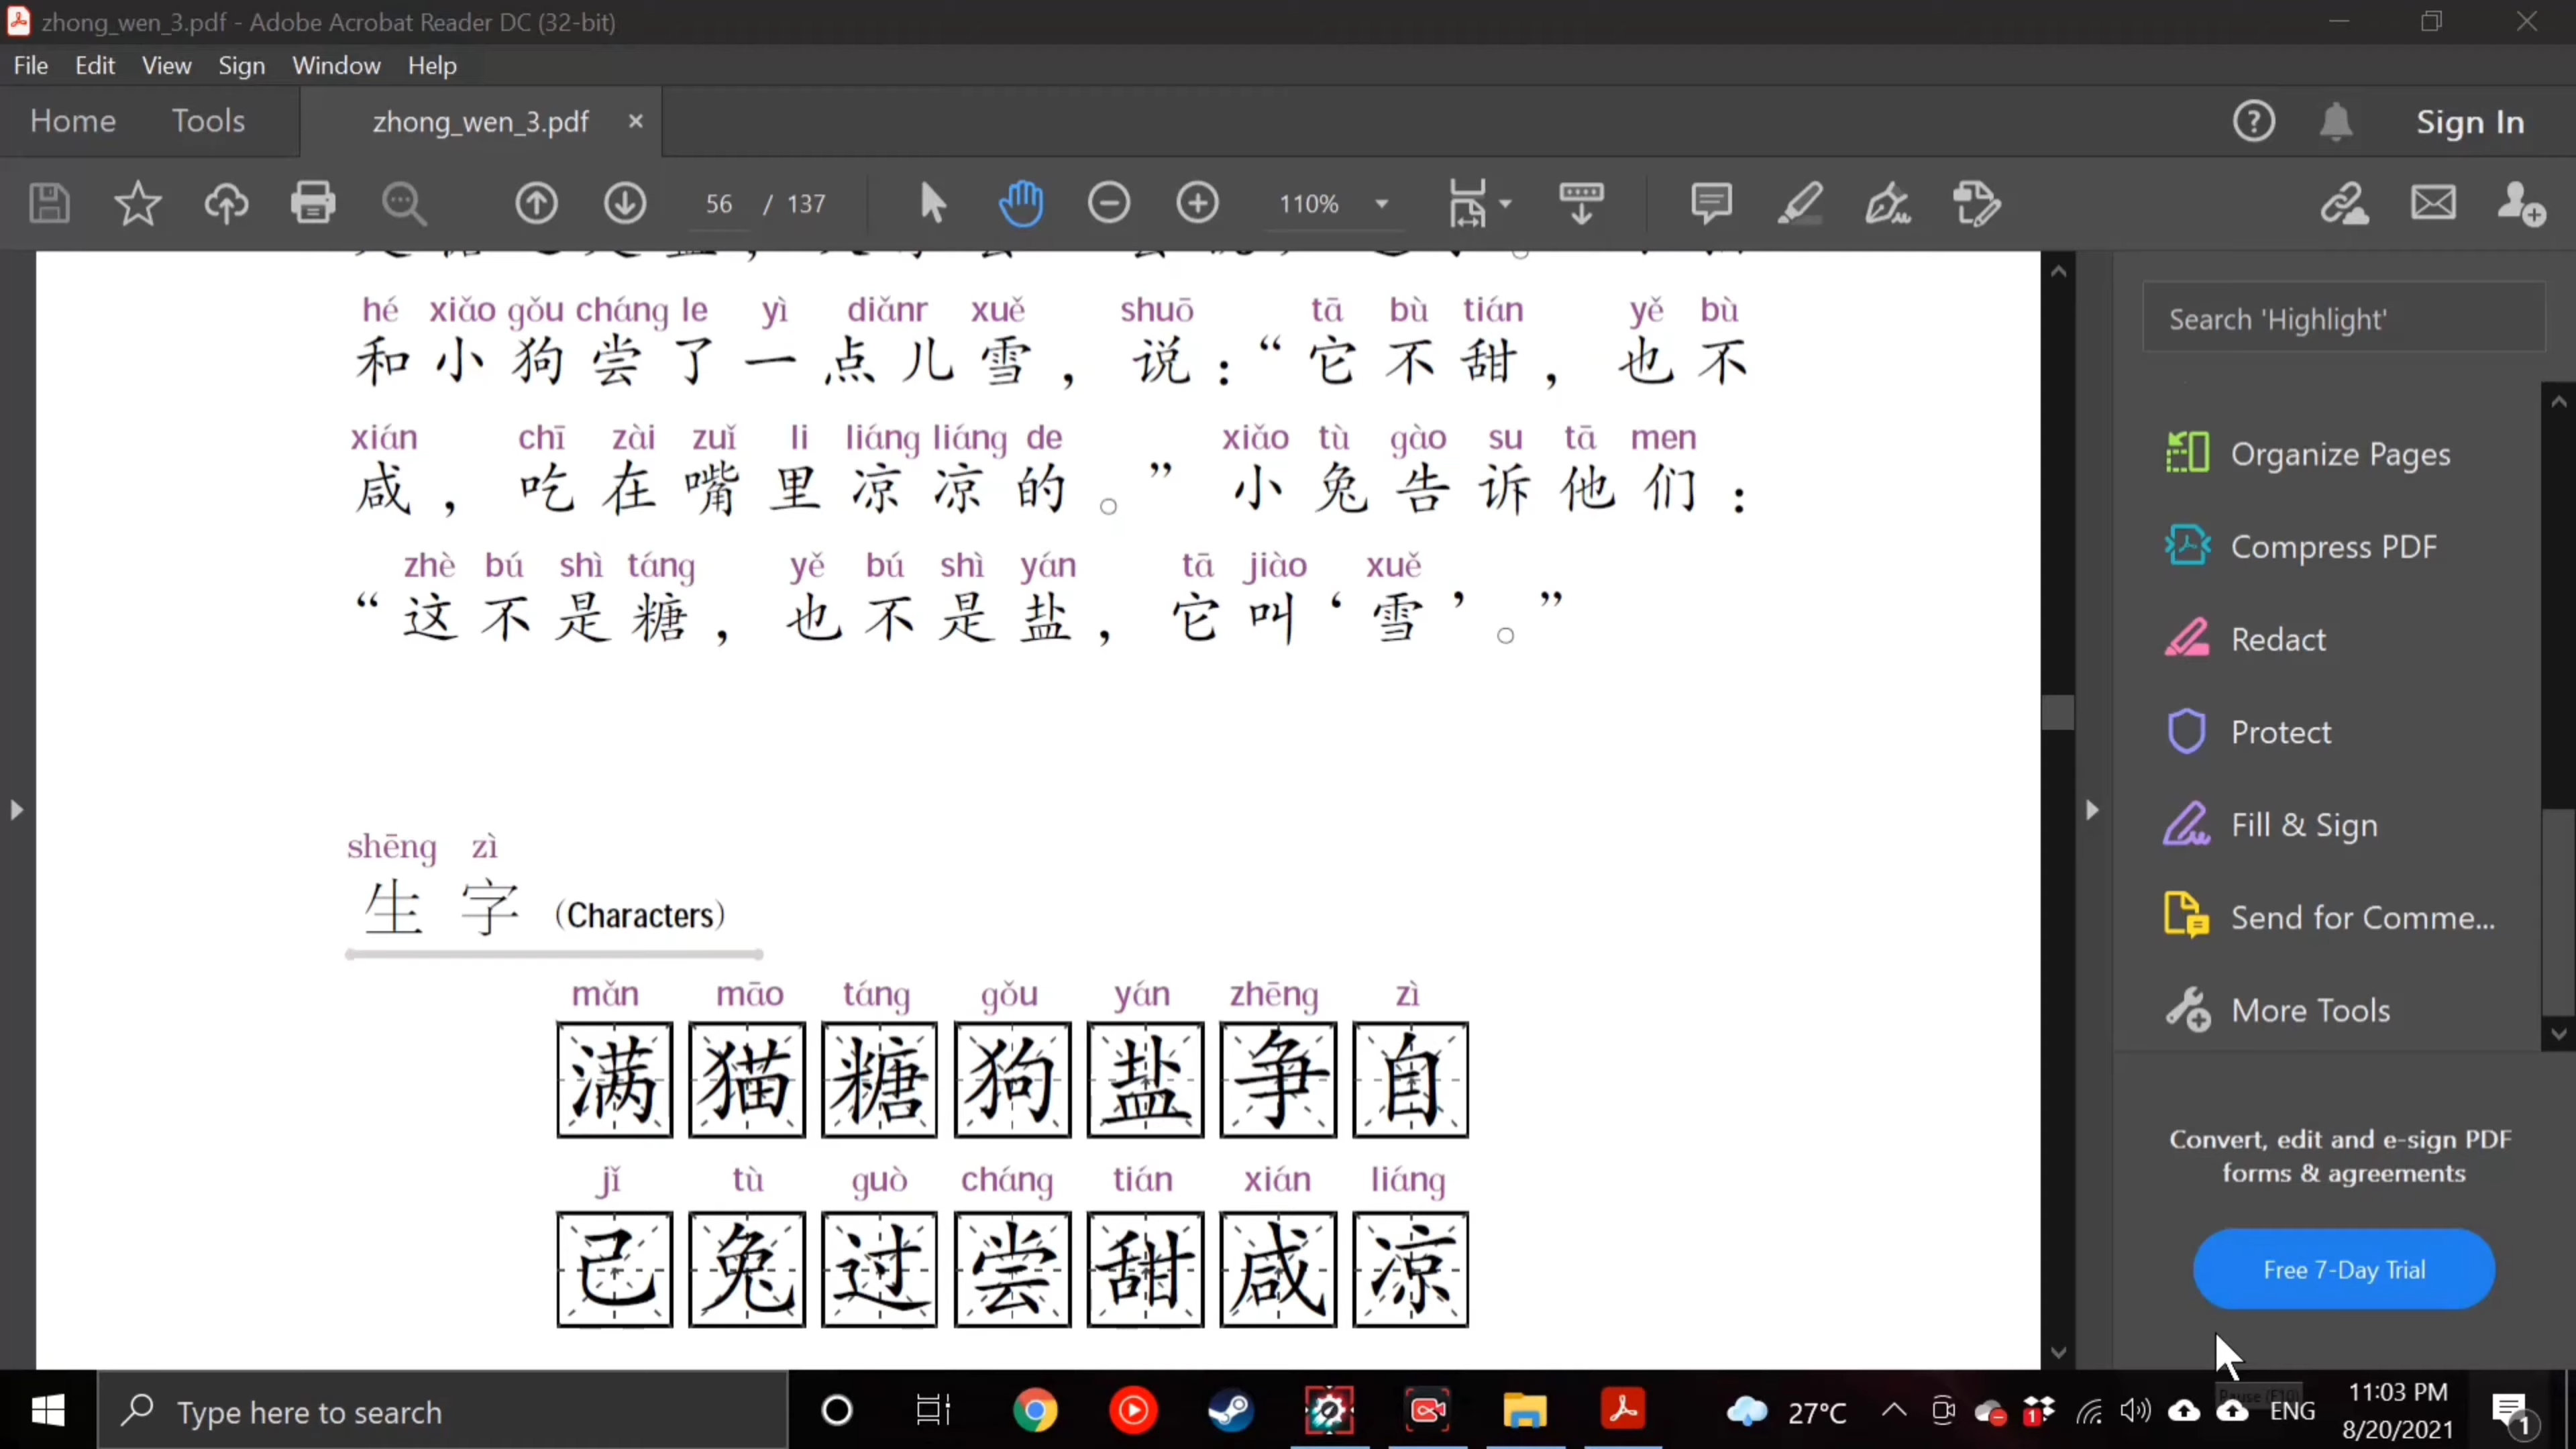 zhong_wen_3.pdf - Adobe Acrobat Reader DC (32-bit)
File Edit View Sign Window Help
Home Tools zhong_wen_3.pdf × Sign In
56 / 137 110%
hé xiǎo gǒu cháng le yì diǎnr xuě shuō tā bù tián yě bù
和小狗尝了一点儿雪，说：“它不甜，也不
xián chī zài zuǐ li liáng liáng de xiǎo tù gào su tā men
咸，吃在嘴里凉凉的。”小兔告诉他们：
zhè bú shì táng yě bú shì yán tā jiào xuě
“这不是糖，也不是盐，它叫‘雪’。”
shēng zì
生字 (Characters)
mǎn māo táng gǒu yán zhēng zì
满 猫 糖 狗 盐 争 自
jǐ tù guò cháng tián xián liáng
己 兔 过 尝 甜 咸 凉
Search 'Highlight'
Organize Pages
Compress PDF
Redact
Protect
Fill & Sign
Send for Comme...
More Tools
Convert, edit and e-sign PDF
forms & agreements
Free 7-Day Trial
Pause (F10)
Type here to search
27°C
1
ENG
11:03 PM
8/20/2021
1